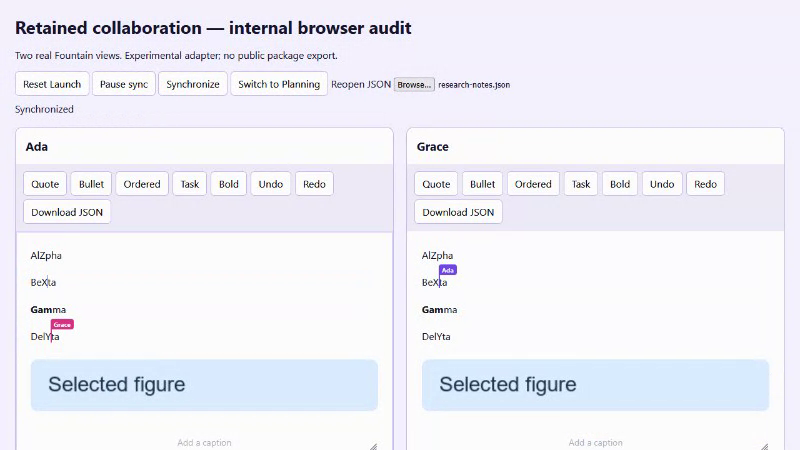 Retained collaboration — internal browser audit
Two real Fountain views. Experimental adapter; no public package export.
Reset Launch Pause sync Synchronize Switch to Planning Reopen JSON Browse... research-notes.json
Synchronized
Ada
Quote Bullet Ordered Task Bold Undo Redo
Download JSON
AlZpha
BeXta
Gamma
Grace
DelYta
Selected figure
Add a caption
Grace
Quote Bullet Ordered Task Bold Undo Redo
Download JSON
AlZpha
Ada
BeXta
Gamma
DelYta
Selected figure
Add a caption